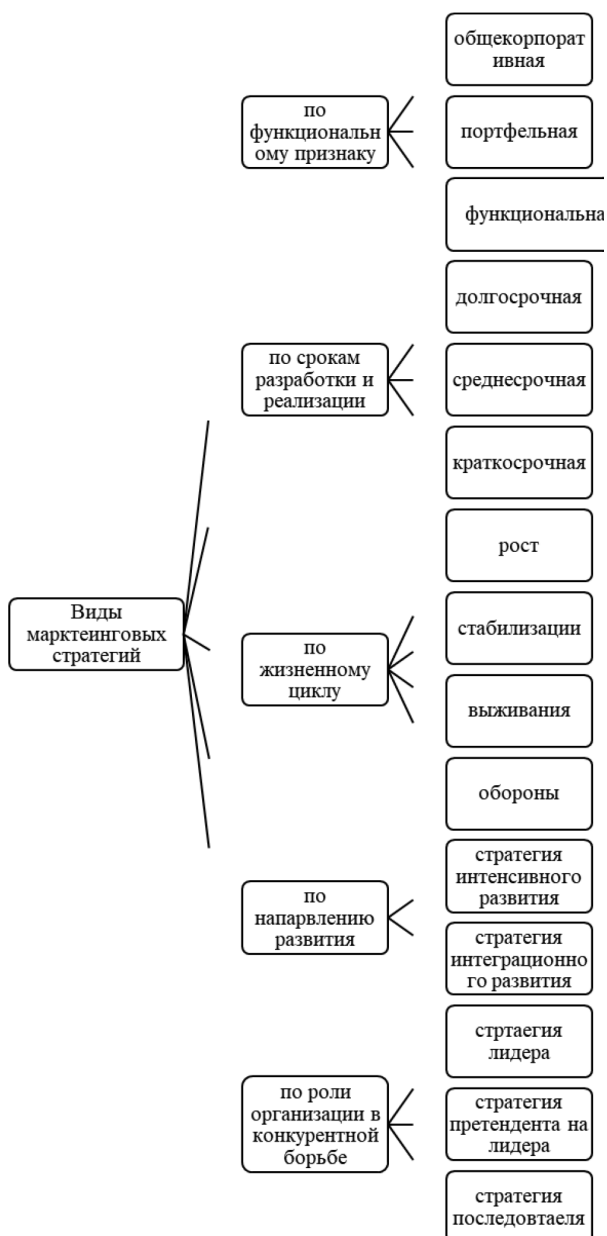 общекорпорат
ивная
по
функциональн
ому признаку
портфельная
функциональна
долгосрочная
по срокам
разработки и
реализации
среднесрочная
краткосрочная
рост
Виды
марктеинговых
стратегий
стабилизации
по
жизненному
циклу
выживания
обороны
стратегия
интенсивного
развития
по
напарвлению
развития
стратегия
интеграционно
го развития
стртаегия
лидера
по роли
организации в
конкурентной
борьбе
стратегия
претендента на
лидера
стратегия
последовтаеля